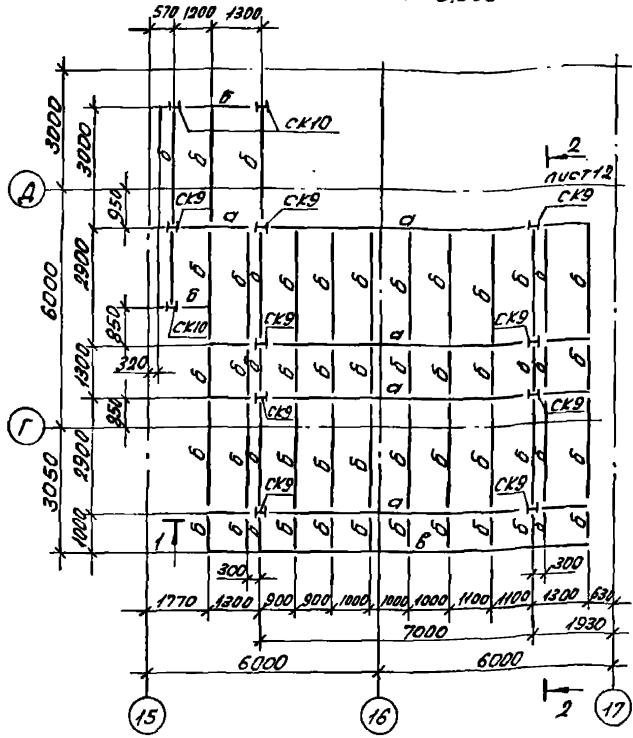 570 1200 1300
3000 3000 б СК10
б б б
2
лист 12
Д 950 СК9 СК9 СК9
а а
6000 2900 б б б б б б б б б б
б
850 СК10 СК9 СК9
а
320
1300 б б б б б б б б б б
а
Г 950 СК9 СК9
3050 2900 б б б б б б б б б б
СК9 СК9
а
1000 1 б б б б б б б б б б
в
300 300
1770 1300 900 900 1000 1000 1000 1100 1100 1300 630
7000 1930
6000 6000
15 16 2 17